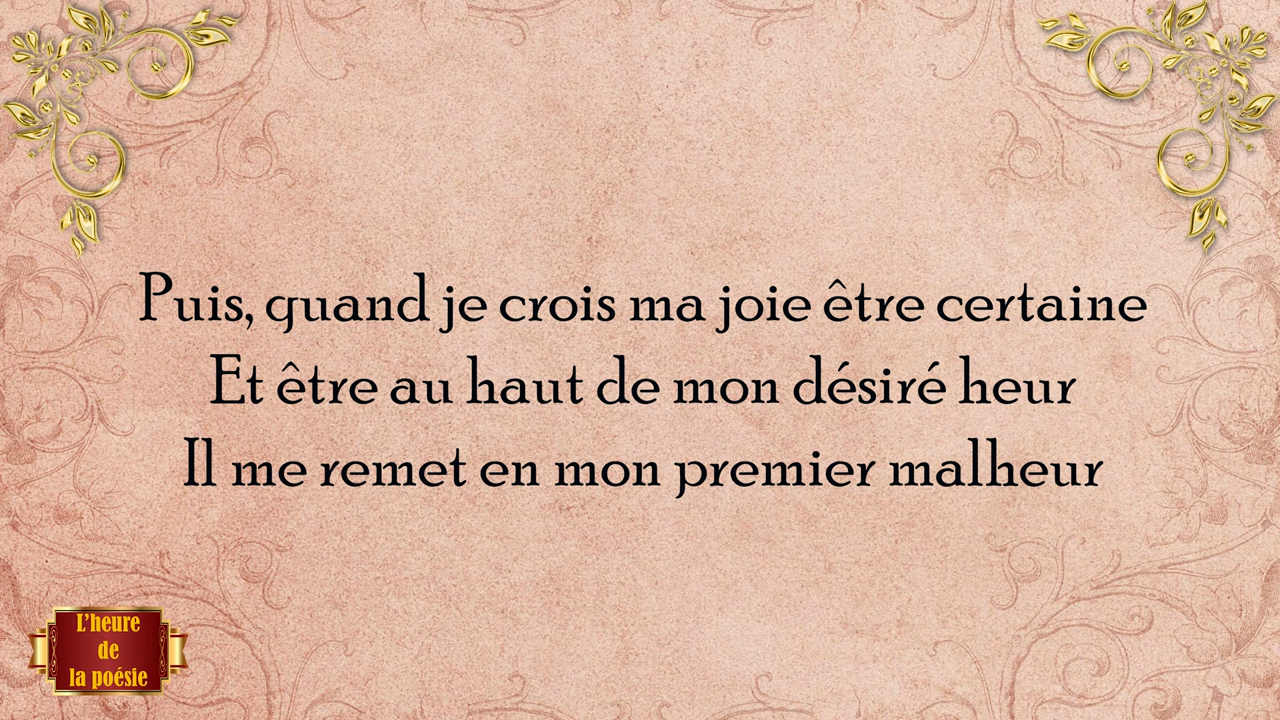 Puis, quand je crois ma joie être certaine
Et être au haut de mon désiré heur
Il me remet en mon premier malheur
L'heure
de
la poésie